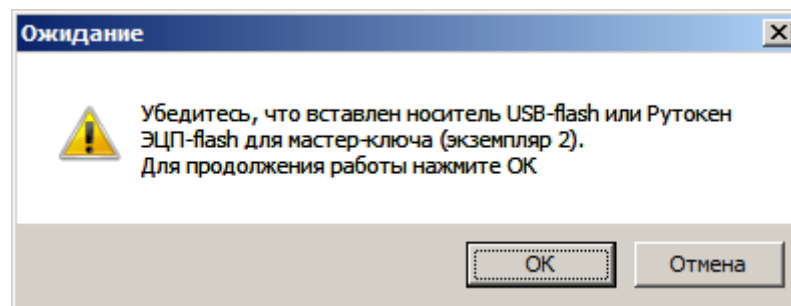 Ожидание
Убедитесь, что вставлен носитель USB-flash или Рутокен
ЭЦП-flash для мастер-ключа (экземпляр 2).
Для продолжения работы нажмите ОК
ОК
Отмена